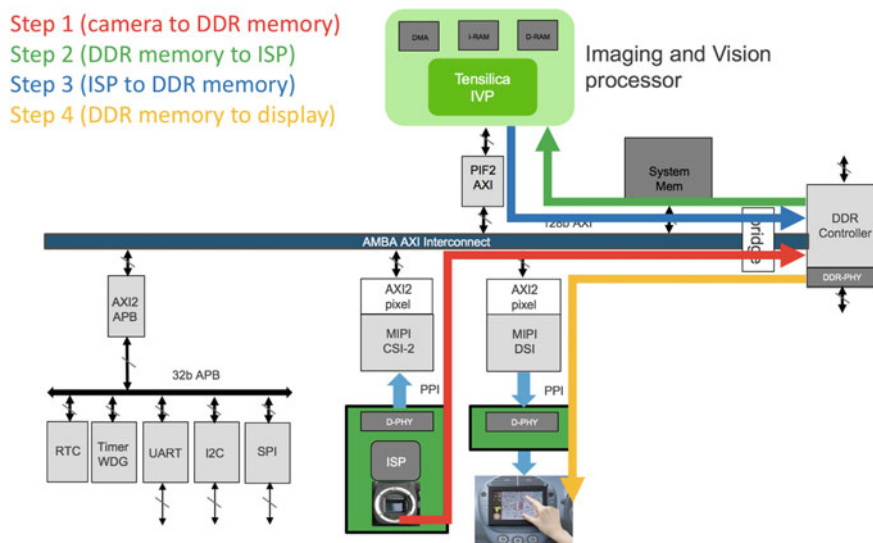 Step 1 (camera to DDR memory)
Step 2 (DDR memory to ISP)
Step 3 (ISP to DDR memory)
Step 4 (DDR memory to display)
DMA
I-RAM
D-RAM
Tensilica
IVP
Imaging and Vision
processor
PIF2
AXI
System
Mem
128b AXI
bridge
DDR
Controller
DDR-PHY
AMBA AXI Interconnect
AXI2
APB
AXI2
pixel
MIPI
CSI-2
AXI2
pixel
MIPI
DSI
32b APB
PPI
PPI
RTC
Timer
WDG
UART
I2C
SPI
D-PHY
ISP
D-PHY